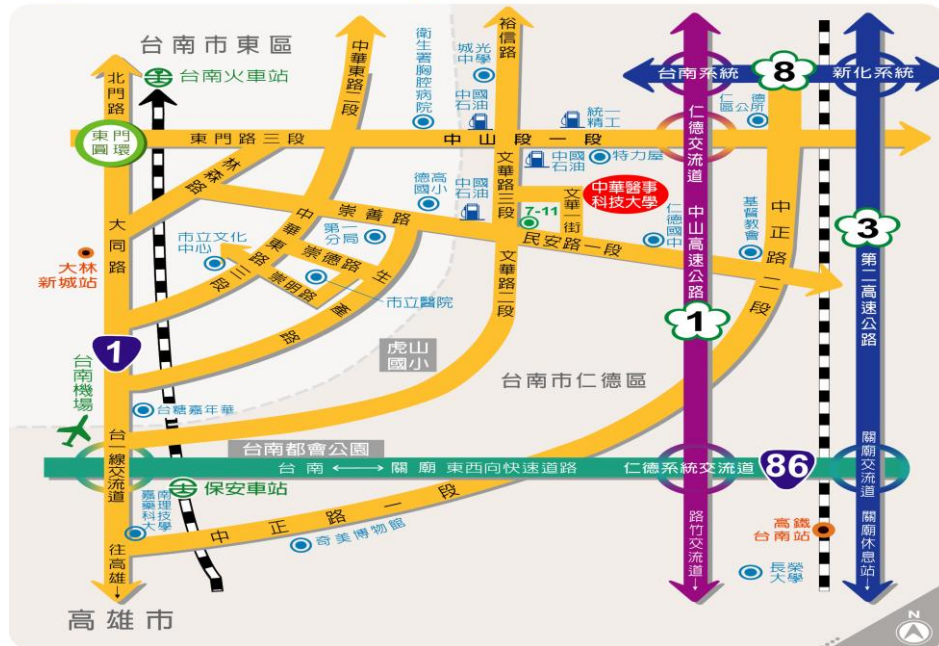 台南市東區
北門路
台南火車站
中華東路二段
衛生署胸腔病院
城光中學
裕信路
中國石油
統一精工
台南系統
8
新化系統
仁德區公所
仁德交流道
東門圓環
東門路三段
中山段一段
林森路
德高國小
中國石油
文華路三段
中國石油
特力屋
中華醫事科技大學
文華一街
7-11
民安路一段
仁德國中
基督教會
中正路二段
大同路
大林新城站
市立文化中心
中華東路三段
第一分局
崇善路
崇德路
崇明路
市立醫院
生產路
文華路二段
中山高速公路
1
3
第二高速公路
1
台南機場
虎山國小
台南市仁德區
台糖嘉年華
台南都會公園
台一線交流道
台南 ⟷ 關廟 東西向快速道路
仁德系統交流道
86
關廟交流道
保安車站
嘉南藥理科技大學
中正路一段
奇美博物館
路竹交流道
高鐵台南站
長榮大學
關廟休息站↓
往高雄↓
高雄市
N